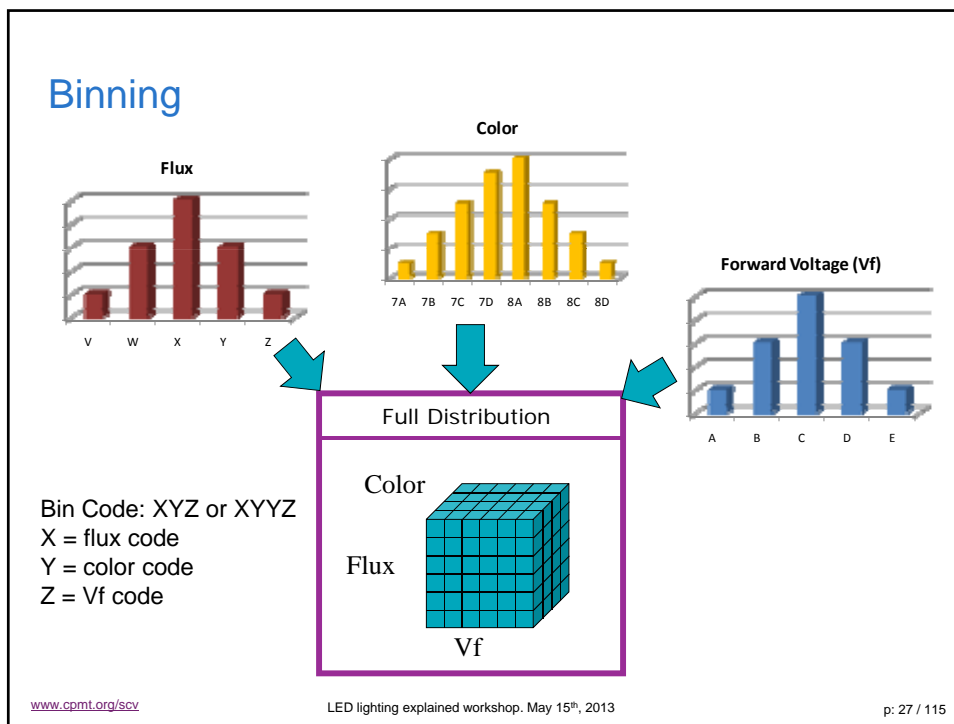 Binning
Flux
V W X Y Z
Color
7A 7B 7C 7D 8A 8B 8C 8D
Forward Voltage (Vf)
A B C D E
Full Distribution
Color
Flux
Vf
Bin Code: XYZ or XYYZ
X = flux code
Y = color code
Z = Vf code
www.cpmt.org/scv
LED lighting explained workshop. May 15th, 2013
p: 27 / 115